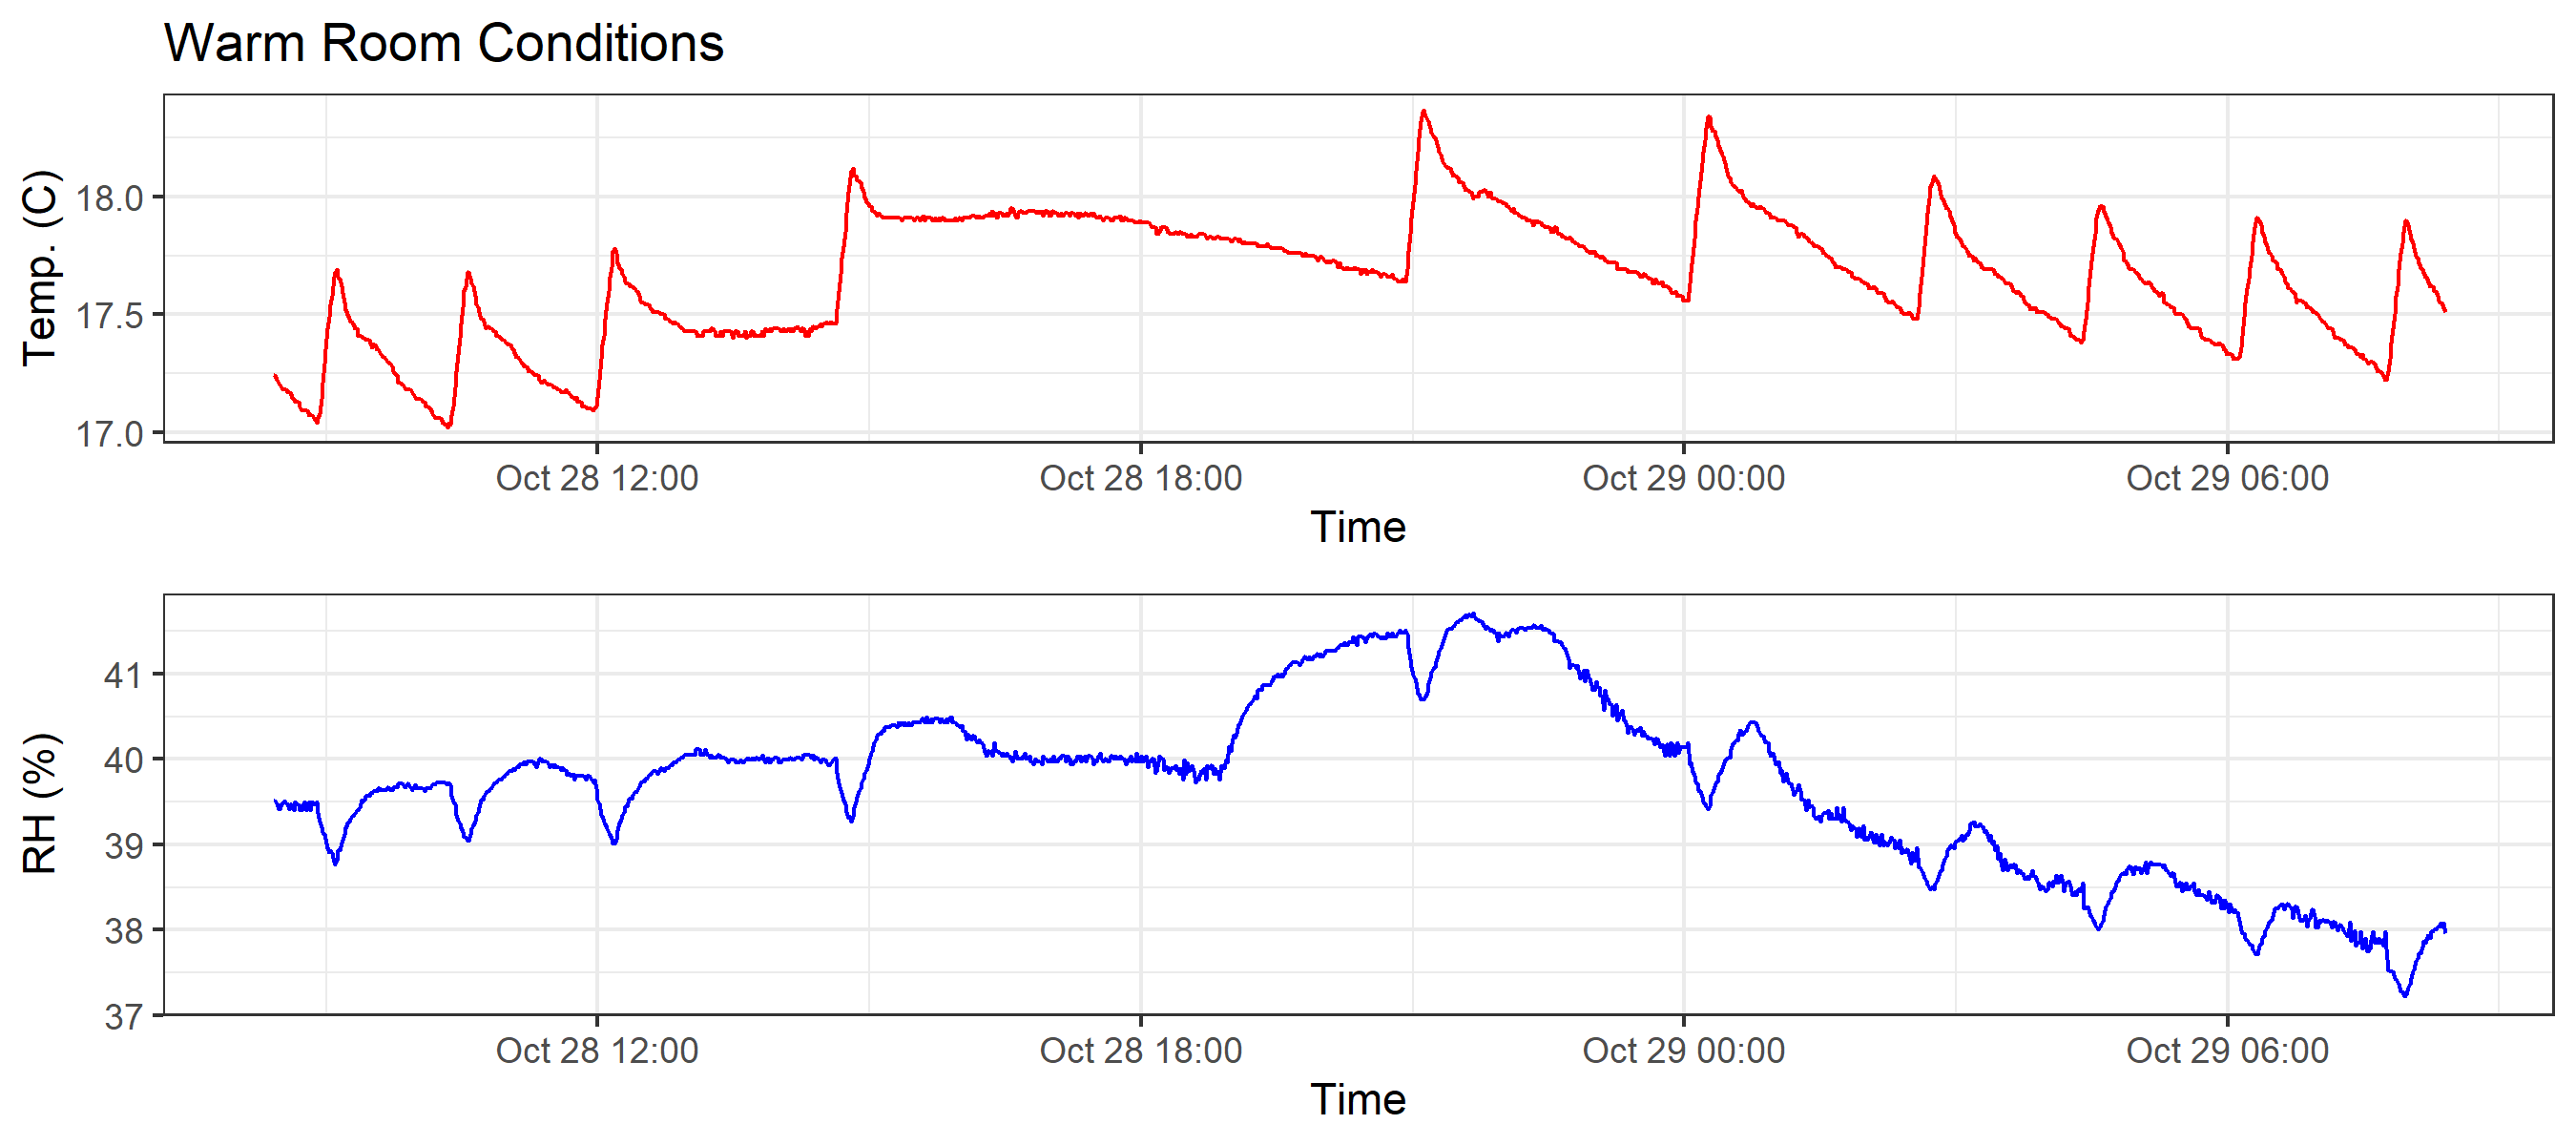 Warm Room Conditions
Temp. (C)
18.0
17.5
17.0
Oct 28 12:00 Oct 28 18:00 Oct 29 00:00 Oct 29 06:00
Time
RH (%)
41
40
39
38
37
Oct 28 12:00 Oct 28 18:00 Oct 29 00:00 Oct 29 06:00
Time